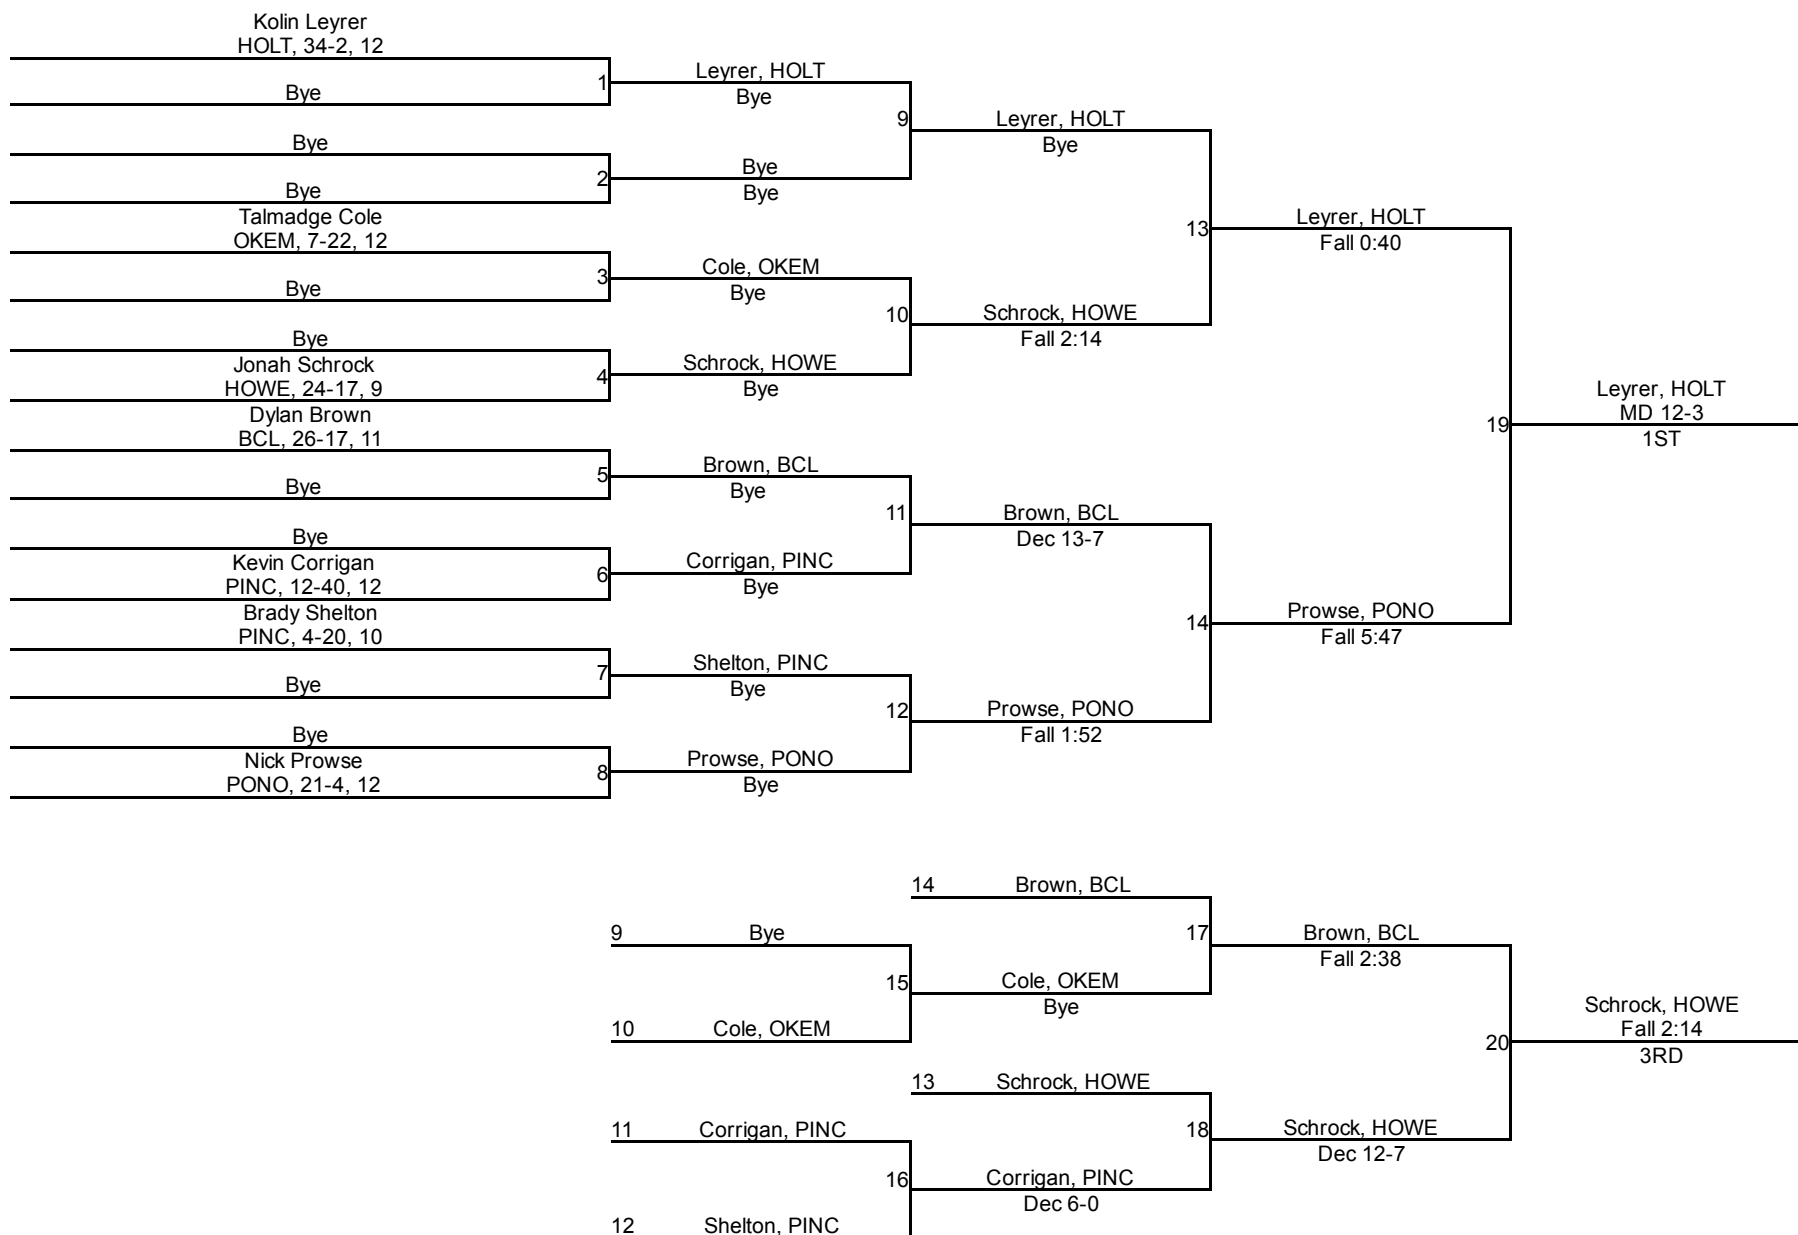 Kolin Leyrer
HOLT, 34-2, 12
1
Bye
Leyrer, HOLT
Bye
9
Bye
2
Bye
Bye
Bye
Leyrer, HOLT
Bye
13
Talmadge Cole
OKEM, 7-22, 12
3
Bye
Cole, OKEM
Bye
10
Bye
Jonah Schrock
HOWE, 24-17, 9
4
Schrock, HOWE
Bye
Schrock, HOWE
Fall 2:14
Leyrer, HOLT
Fall 0:40
19
Dylan Brown
BCL, 26-17, 11
5
Bye
Brown, BCL
Bye
11
Bye
Kevin Corrigan
PINC, 12-40, 12
6
Corrigan, PINC
Bye
Brown, BCL
Dec 13-7
14
Brady Shelton
PINC, 4-20, 10
7
Bye
Shelton, PINC
Bye
12
Bye
Nick Prowse
PONO, 21-4, 12
8
Prowse, PONO
Bye
Prowse, PONO
Fall 1:52
Prowse, PONO
Fall 5:47
Leyrer, HOLT
MD 12-3
1ST
14 Brown, BCL
17
9 Bye
15
10 Cole, OKEM
Cole, OKEM
Bye
Brown, BCL
Fall 2:38
20
13 Schrock, HOWE
18
11 Corrigan, PINC
16
12 Shelton, PINC
Corrigan, PINC
Dec 6-0
Schrock, HOWE
Dec 12-7
Schrock, HOWE
Fall 2:14
3RD